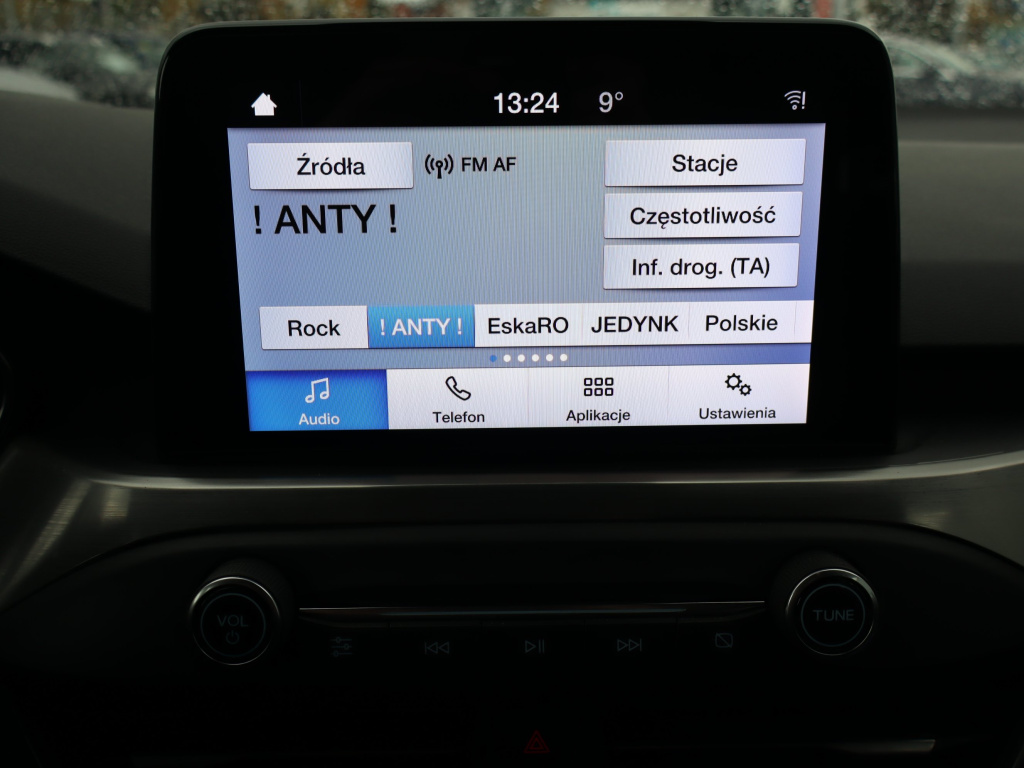 13:24 9°
Źródła FM AF Stacje
! ANTY ! Częstotliwość
Inf. drog. (TA)
Rock ! ANTY ! EskaRO JEDYNK Polskie
Audio Telefon Aplikacje Ustawienia
VOL TUNE